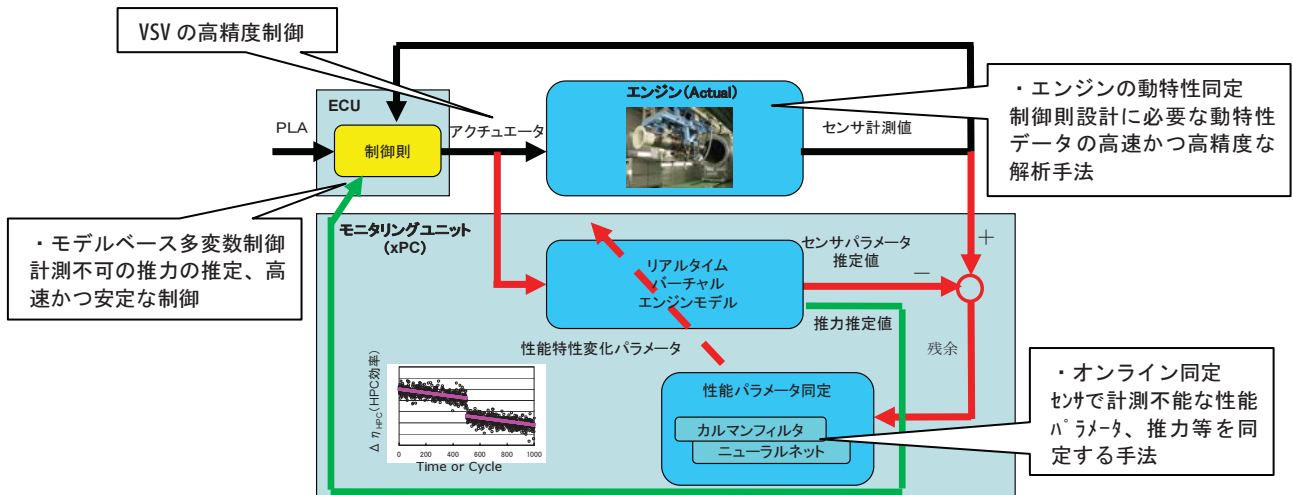 VSV の高精度制御
ECU
PLA
制御則
アクチュエータ
エンジン(Actual)
センサ計測値
・エンジンの動特性同定
制御則設計に必要な動特性
データの高速かつ高精度な
解析手法
・モデルベース多変数制御
計測不可の推力の推定、高
速かつ安定な制御
モニタリングユニット
(xPC)
リアルタイム
バーチャル
エンジンモデル
センサパラメータ
推定値
＋
－
推力推定値
残余
性能特性変化パラメータ
Δ ηHPC(HPC効率)
0 200 400 600 800 1000
Time or Cycle
性能パラメータ同定
カルマンフィルタ
ニューラルネット
・オンライン同定
ｾﾝｻで計測不能な性能
ﾊﾟﾗﾒｰﾀ、推力等を同
定する手法